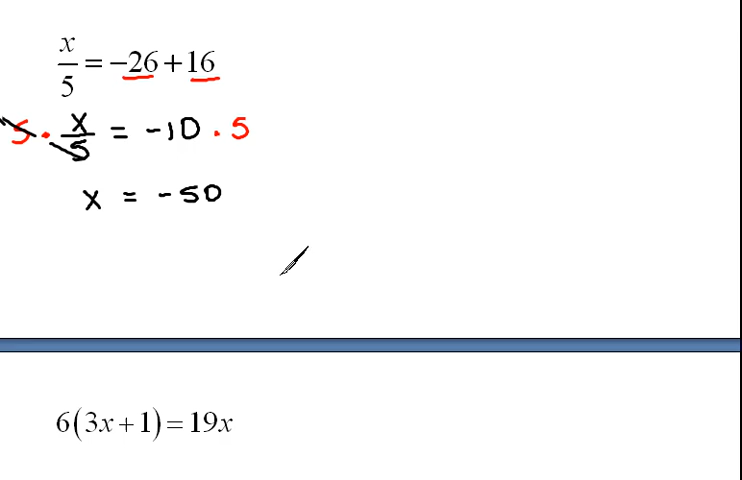 x/5 = −26 + 16
5 · x/5 = -10 · 5
x = -50
6(3x+1) = 19x